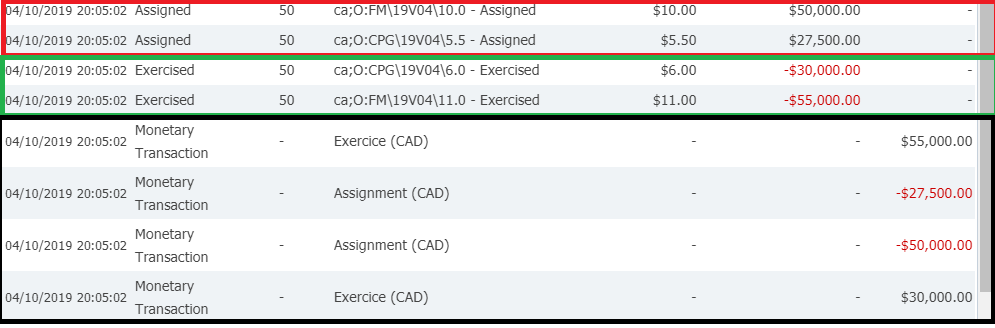 04/10/2019 20:05:02 Assigned 50 ca;O:FM\19V04\10.0 - Assigned $10.00 $50,000.00 -
04/10/2019 20:05:02 Assigned 50 ca;O:CPG\19V04\5.5 - Assigned $5.50 $27,500.00 -
04/10/2019 20:05:02 Exercised 50 ca;O:CPG\19V04\6.0 - Exercised $6.00 -$30,000.00 -
04/10/2019 20:05:02 Exercised 50 ca;O:FM\19V04\11.0 - Exercised $11.00 -$55,000.00 -
04/10/2019 20:05:02 Monetary Transaction - Exercice (CAD) - - $55,000.00
04/10/2019 20:05:02 Monetary Transaction - Assignment (CAD) - - -$27,500.00
04/10/2019 20:05:02 Monetary Transaction - Assignment (CAD) - - -$50,000.00
04/10/2019 20:05:02 Monetary Transaction - Exercice (CAD) - - $30,000.00